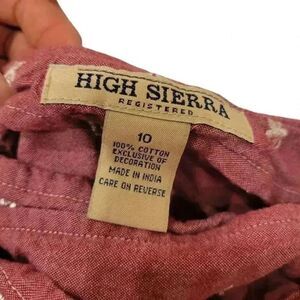 HIGH SIERRA
REGISTERED
10
100% COTTON
EXCLUSIVE OF
DECORATION
MADE IN INDIA
CARE ON REVERSE